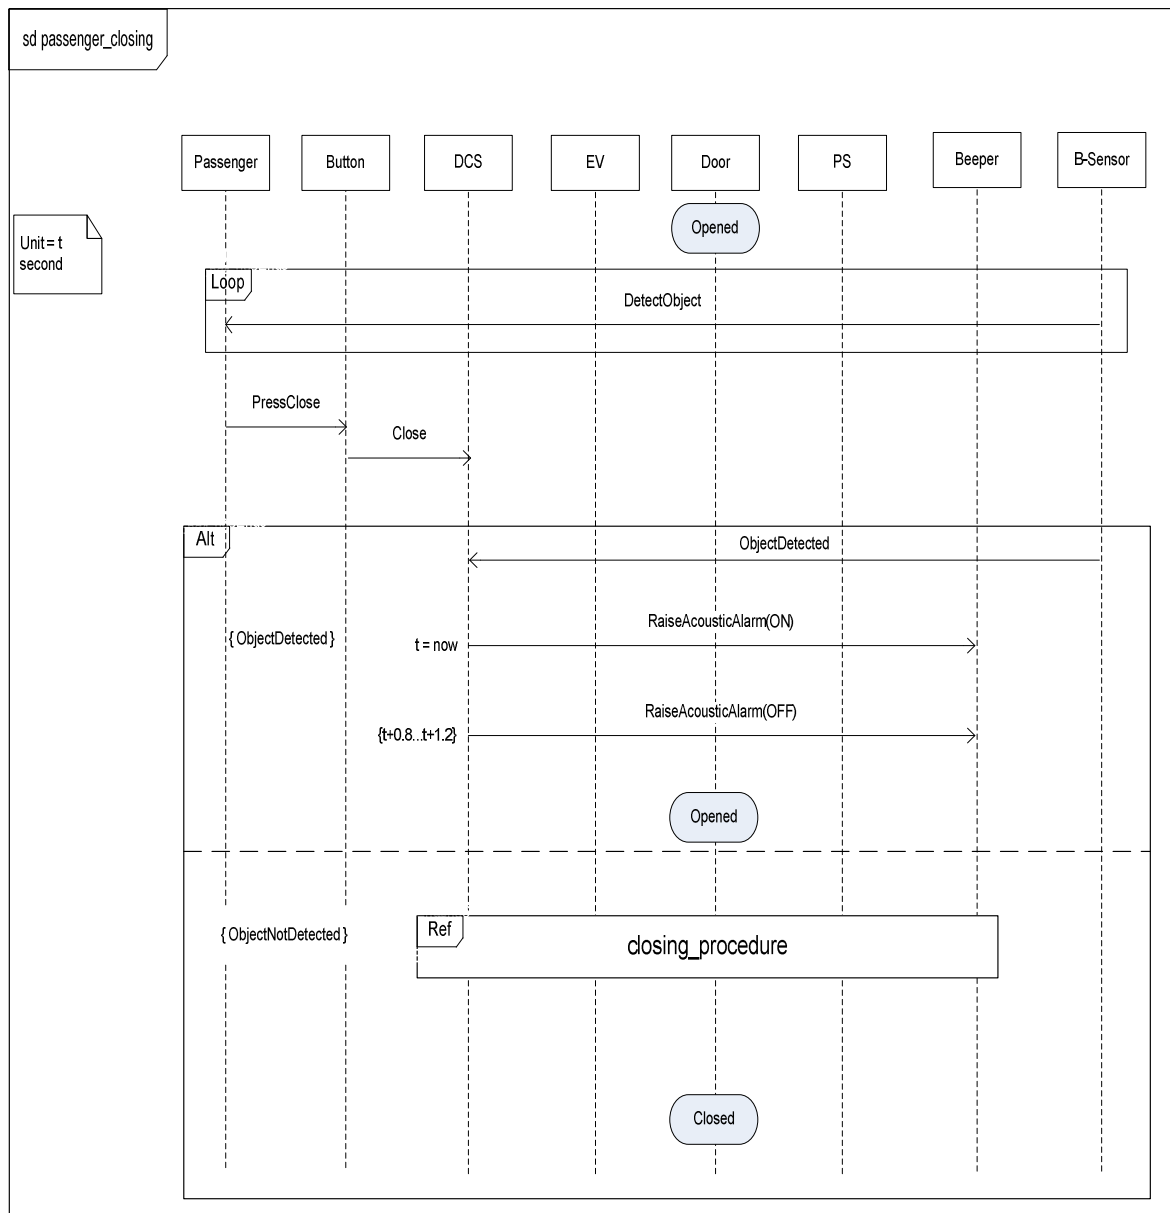 sd passenger_closing
Passenger
Button
DCS
EV
Door
PS
Beeper
B-Sensor
Opened
Unit = t
second
Loop
DetectObject
PressClose
Close
Alt
ObjectDetected
{ ObjectDetected }
t = now
RaiseAcousticAlarm(ON)
{t+0.8...t+1.2}
RaiseAcousticAlarm(OFF)
Opened
{ ObjectNotDetected }
Ref
closing_procedure
Closed